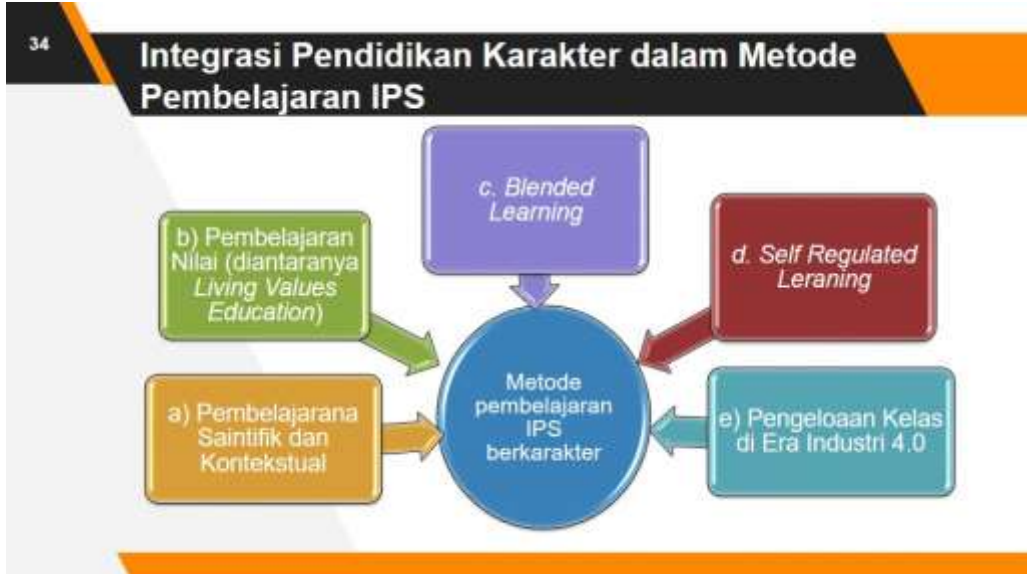 34
Integrasi Pendidikan Karakter dalam Metode
Pembelajaran IPS
c. Blended
Learning
b) Pembelajaran
Nilai (diantaranya
Living Values
Education)
d. Self Regulated
Leraning
a) Pembelajarana
Saintifik dan
Kontekstual
Metode
pembelajaran
IPS
berkarakter
e) Pengeloaan Kelas
di Era Industri 4.0